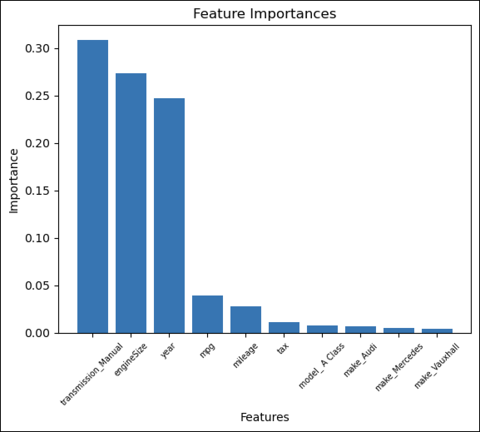 Feature Importances
0.30
0.25
0.20
0.15
0.10
0.05
0.00
Importance
transmission_Manual
engineSize
year
mpg
mileage
tax
model_ A Class
make_Audi
make_Mercedes
make_Vauxhall
Features